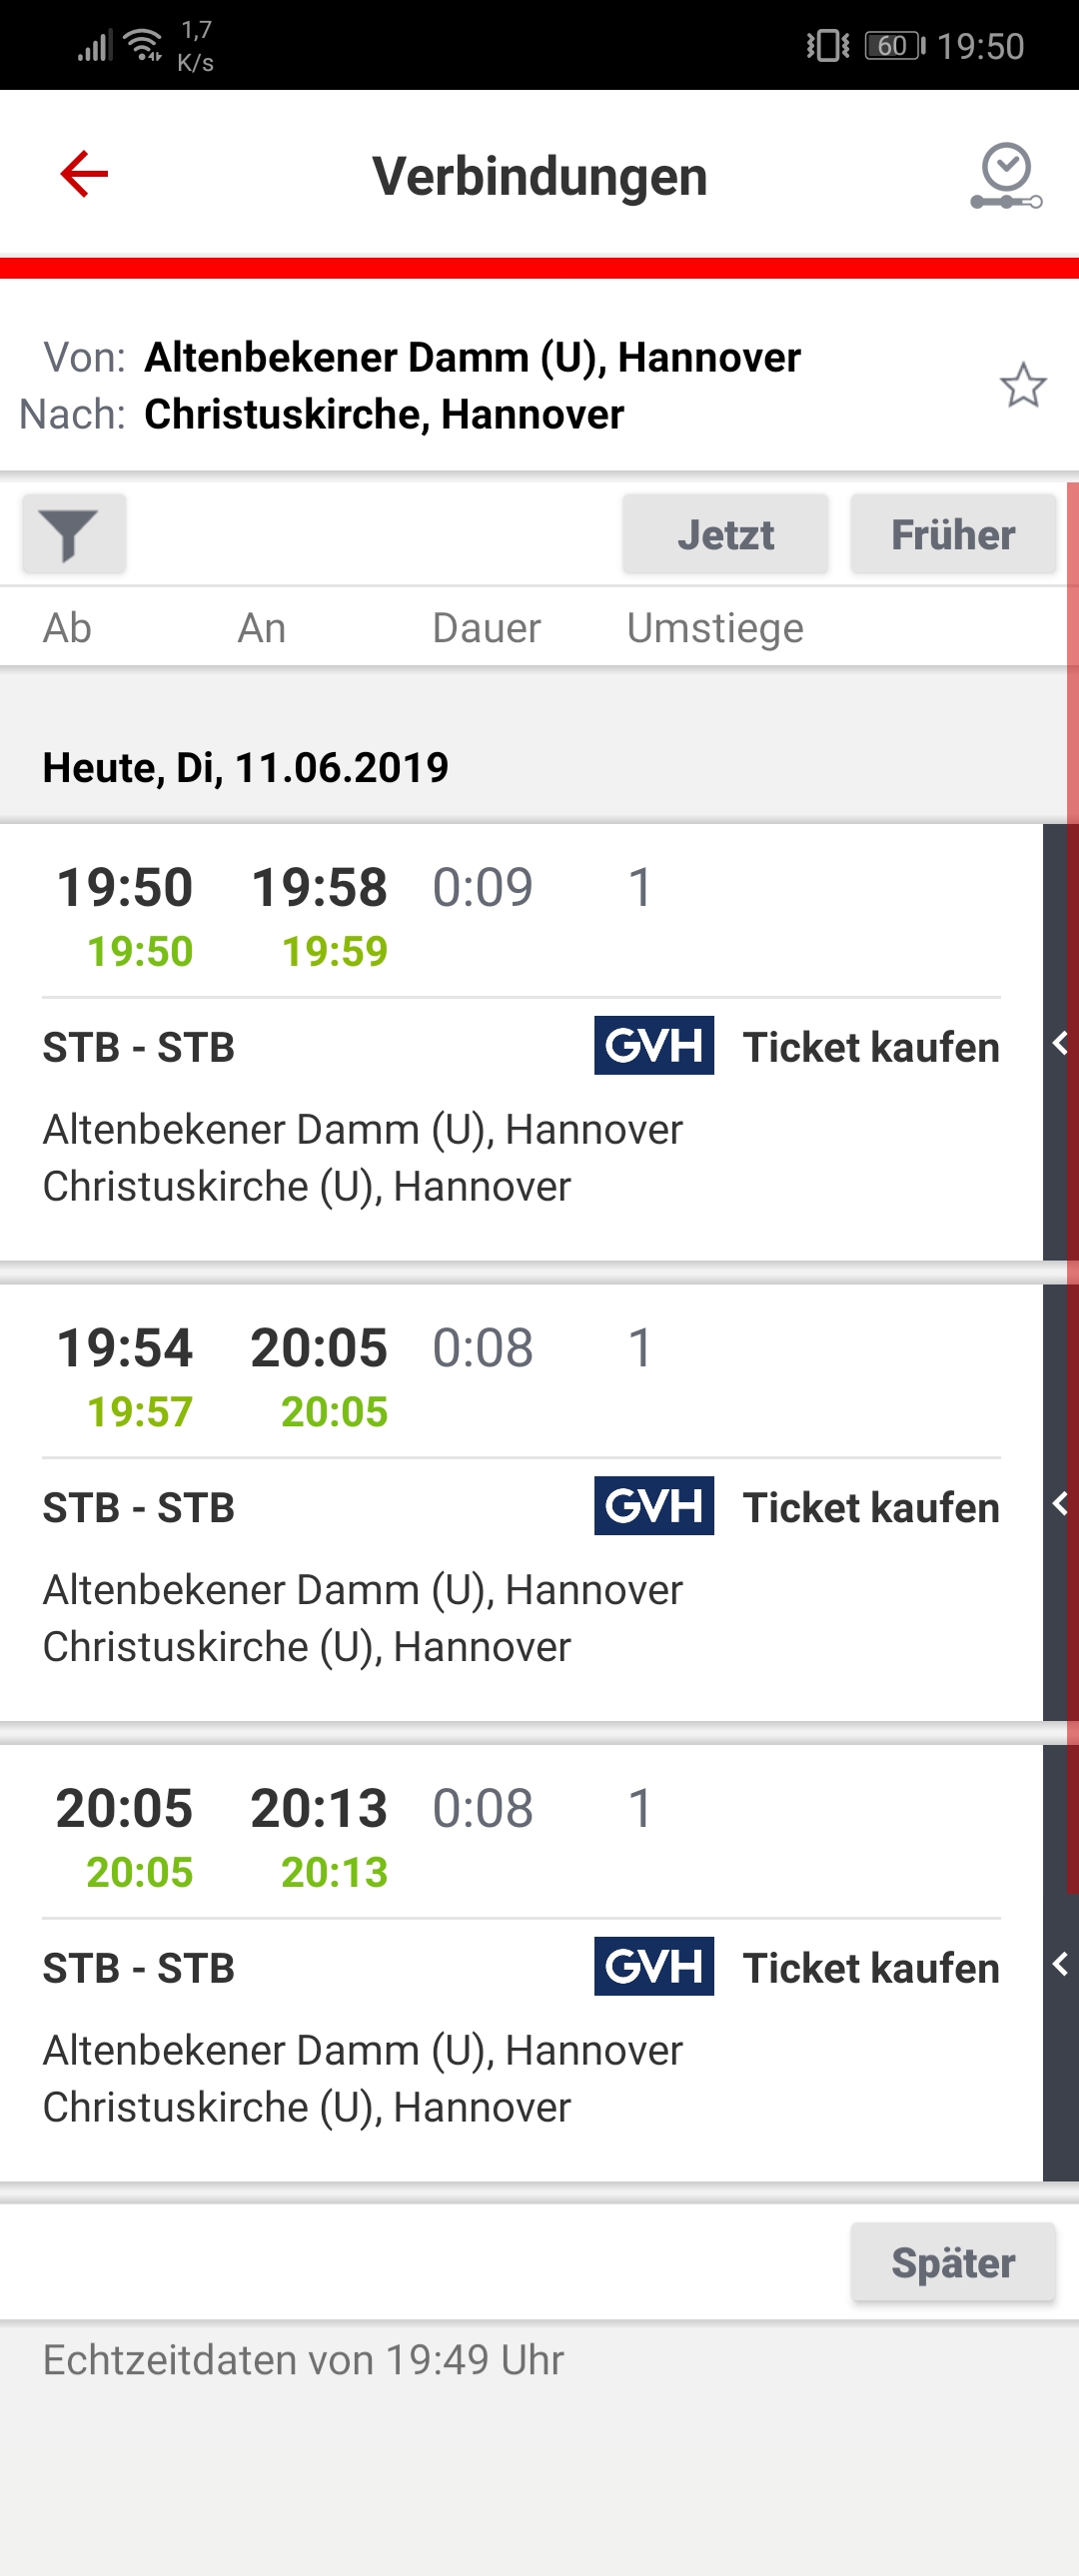 1,7
K/s
60 19:50
Verbindungen
Von: Altenbekener Damm (U), Hannover
Nach: Christuskirche, Hannover
Jetzt Früher
Ab An Dauer Umstiege
Heute, Di, 11.06.2019
19:50 19:58 0:09 1
19:50 19:59
STB - STB GVH Ticket kaufen
Altenbekener Damm (U), Hannover
Christuskirche (U), Hannover
19:54 20:05 0:08 1
19:57 20:05
STB - STB GVH Ticket kaufen
Altenbekener Damm (U), Hannover
Christuskirche (U), Hannover
20:05 20:13 0:08 1
20:05 20:13
STB - STB GVH Ticket kaufen
Altenbekener Damm (U), Hannover
Christuskirche (U), Hannover
Später
Echtzeitdaten von 19:49 Uhr